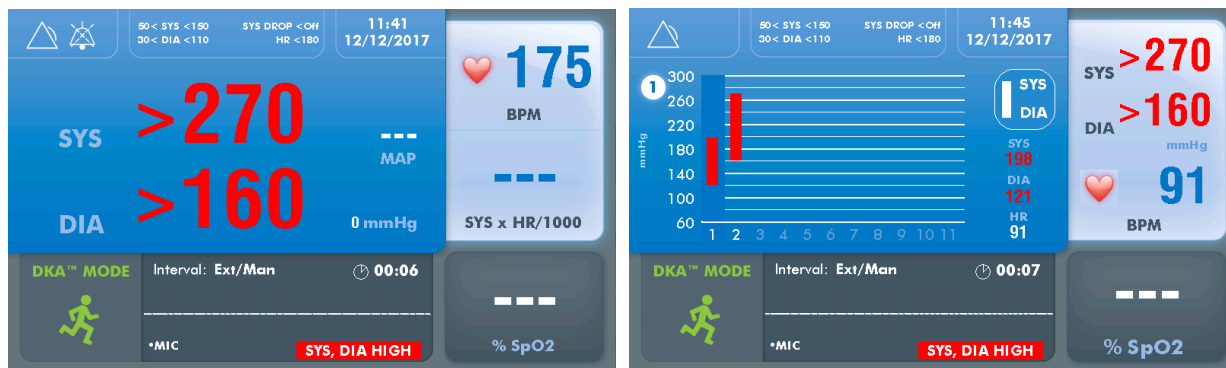 50< SYS <150 SYS DROP <Off 11:41
30< DIA <110 HR <180 12/12/2017
175
BPM
SYS >270 ---
MAP
---
DIA >160 0 mmHg
SYS x HR/1000
DKA™ MODE Interval: Ext/Man 00:06
---
•MIC SYS, DIA HIGH
% SpO2
50< SYS <150 SYS DROP <Off 11:45
30< DIA <110 HR <180 12/12/2017
1
mmHg
300
260
220
180
140
100
60
1 2 3 4 5 6 7 8 9 10 11
SYS
DIA
SYS
198
DIA
121
HR
91
SYS >270
DIA >160
mmHg
91
BPM
DKA™ MODE Interval: Ext/Man 00:07
---
•MIC SYS, DIA HIGH
% SpO2